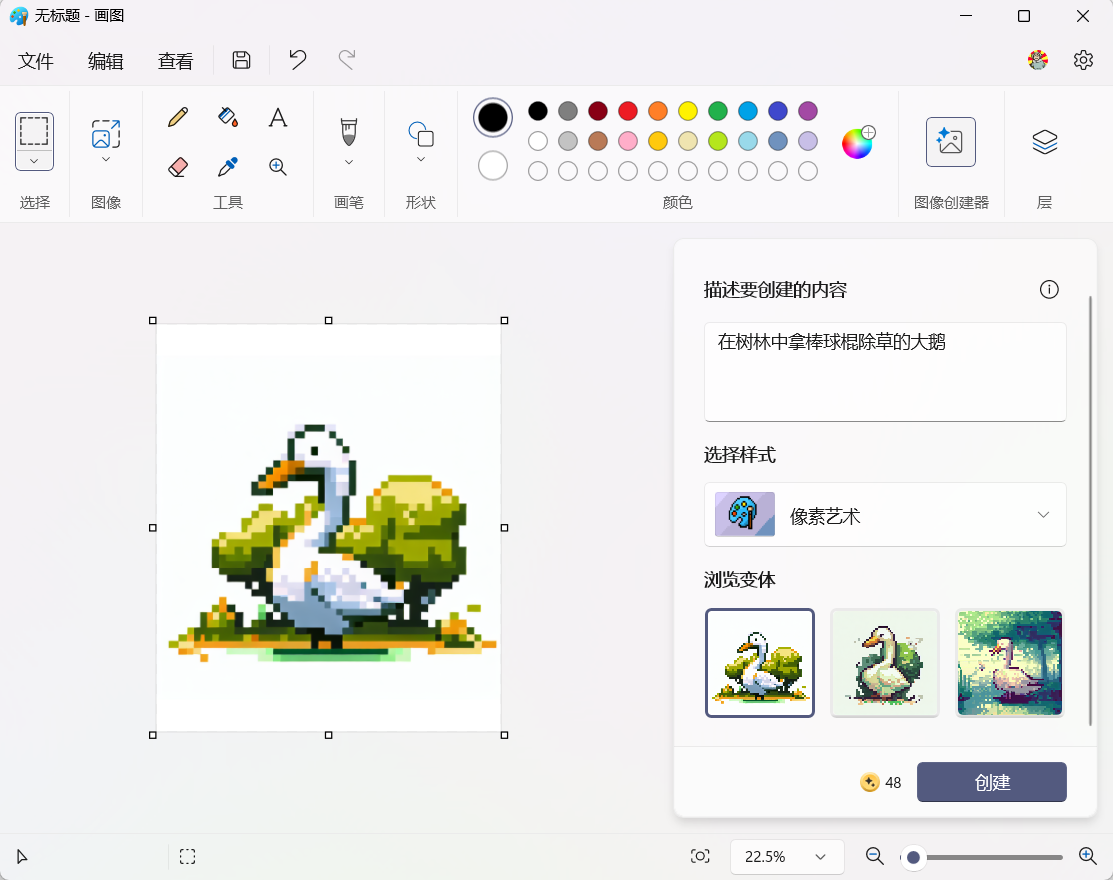 无标题 - 画图
文件 编辑 查看
选择 图像 工具 画笔 形状 颜色 图像创建器 层
描述要创建的内容
在树林中拿棒球棍除草的大鹅
选择样式
像素艺术
浏览变体
48 创建
22.5%